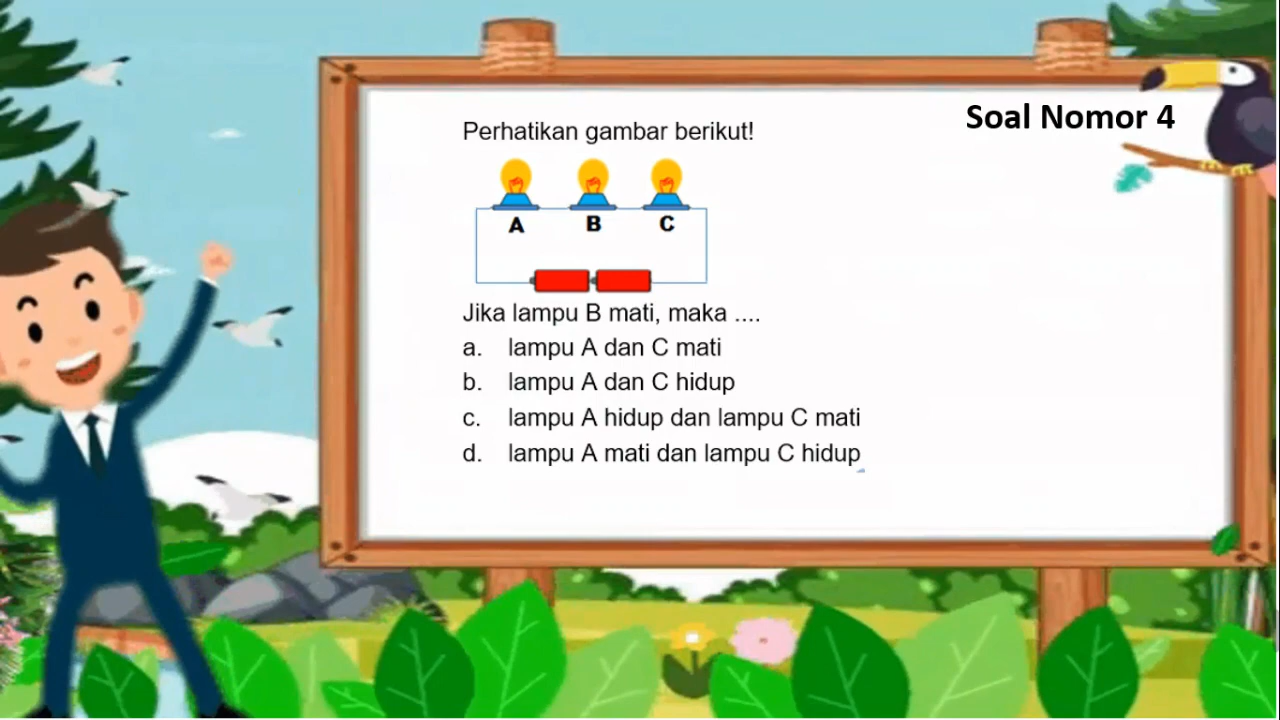 Soal Nomor 4
Perhatikan gambar berikut!
A B C
Jika lampu B mati, maka ....
a. lampu A dan C mati
b. lampu A dan C hidup
c. lampu A hidup dan lampu C mati
d. lampu A mati dan lampu C hidup